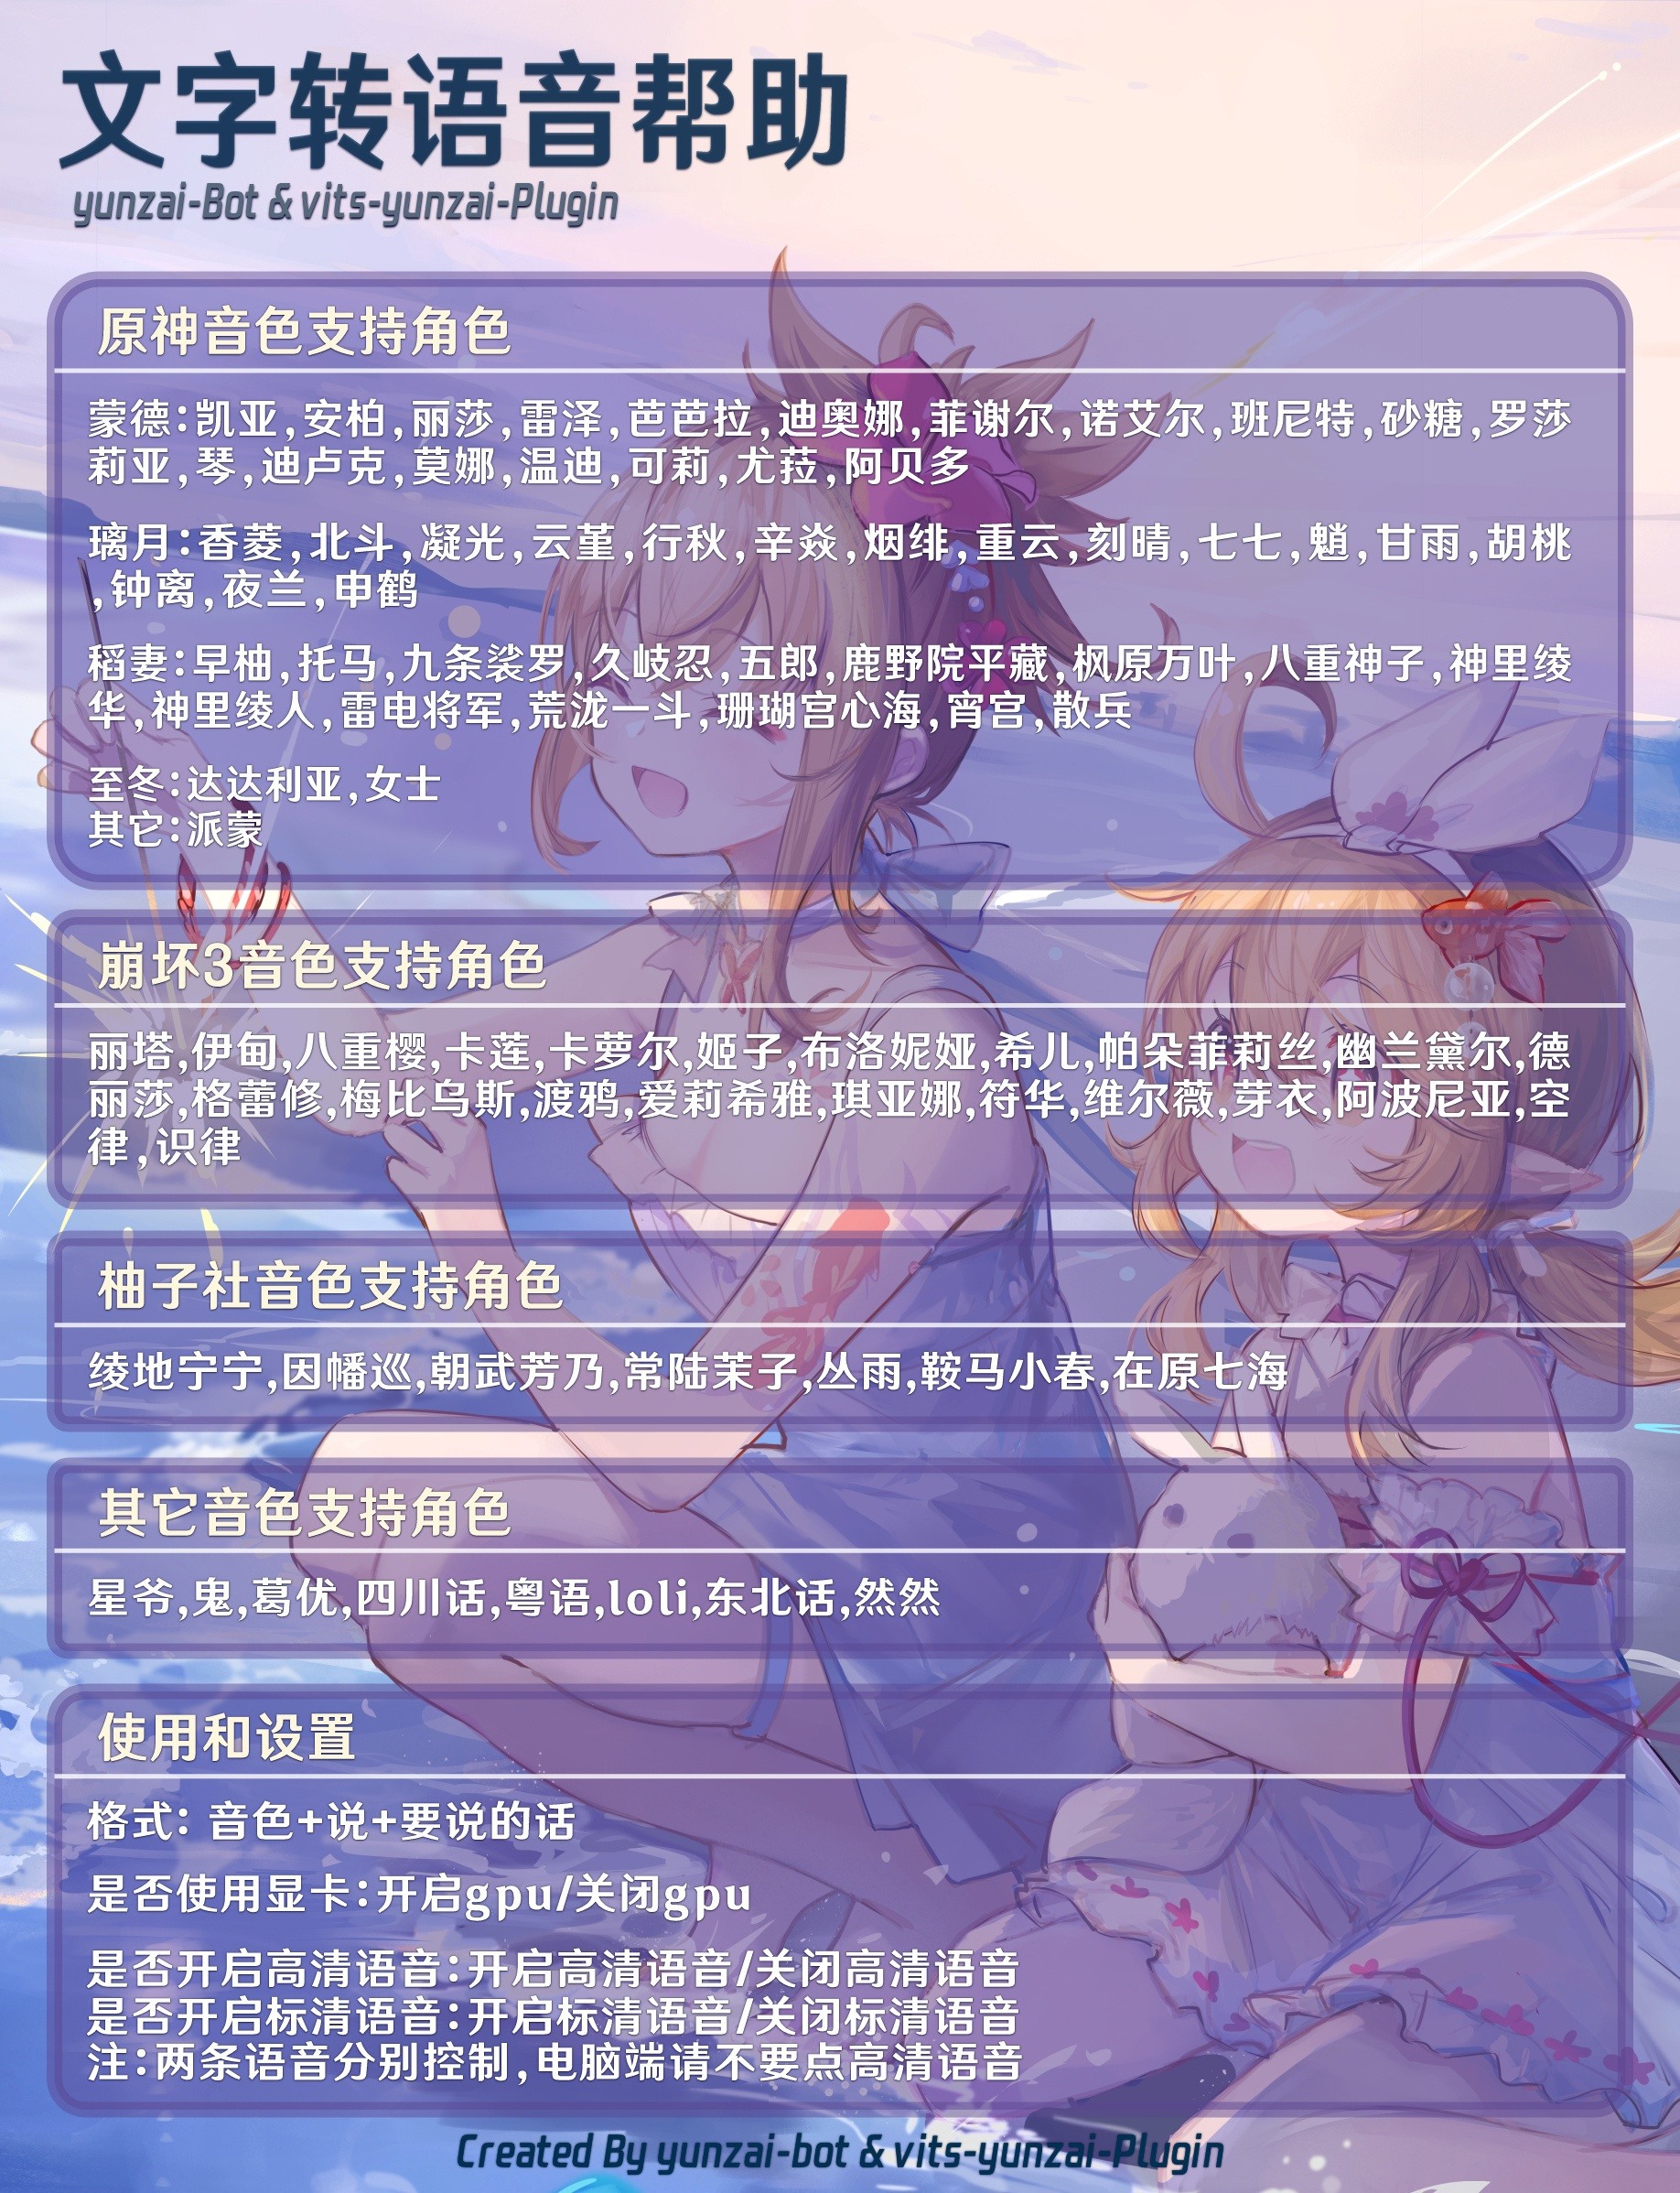 文字转语音帮助
yunzai-Bot & vits-yunzai-Plugin
原神音色支持角色
蒙德:凯亚,安柏,丽莎,雷泽,芭芭拉,迪奥娜,菲谢尔,诺艾尔,班尼特,砂糖,罗莎
莉亚,琴,迪卢克,莫娜,温迪,可莉,尤菈,阿贝多
璃月:香菱,北斗,凝光,云堇,行秋,辛焱,烟绯,重云,刻晴,七七,魈,甘雨,胡桃
,钟离,夜兰,申鹤
稻妻:早柚,托马,九条裟罗,久岐忍,五郎,鹿野院平藏,枫原万叶,八重神子,神里绫
华,神里绫人,雷电将军,荒泷一斗,珊瑚宫心海,宵宫,散兵
至冬:达达利亚,女士
其它:派蒙
崩坏3音色支持角色
丽塔,伊甸,八重樱,卡莲,卡萝尔,姬子,布洛妮娅,希儿,帕朵菲莉丝,幽兰黛尔,德
丽莎,格蕾修,梅比乌斯,渡鸦,爱莉希雅,琪亚娜,符华,维尔薇,芽衣,阿波尼亚,空
律,识律
柚子社音色支持角色
绫地宁宁,因幡巡,朝武芳乃,常陆茉子,丛雨,鞍马小春,在原七海
其它音色支持角色
星爷,鬼,葛优,四川话,粤语,loli,东北话,然然
使用和设置
格式: 音色+说+要说的话
是否使用显卡:开启gpu/关闭gpu
是否开启高清语音:开启高清语音/关闭高清语音
是否开启标清语音:开启标清语音/关闭标清语音
注:两条语音分别控制,电脑端请不要点高清语音
Created By yunzai-bot & vits-yunzai-Plugin